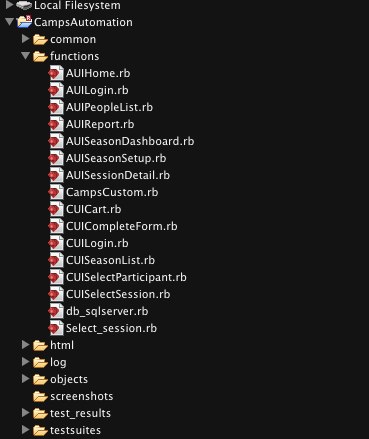 Local Filesystem
CampsAutomation
common
functions
AUIHome.rb
AUILogin.rb
AUIPeopleList.rb
AUIReport.rb
AUISeasonDashboard.rb
AUISeasonSetup.rb
AUISessionDetail.rb
CampsCustom.rb
CUICart.rb
CUICompleteForm.rb
CUILogin.rb
CUISeasonList.rb
CUISelectParticipant.rb
CUISelectSession.rb
db_sqlserver.rb
Select_session.rb
html
log
objects
screenshots
test_results
testsuites